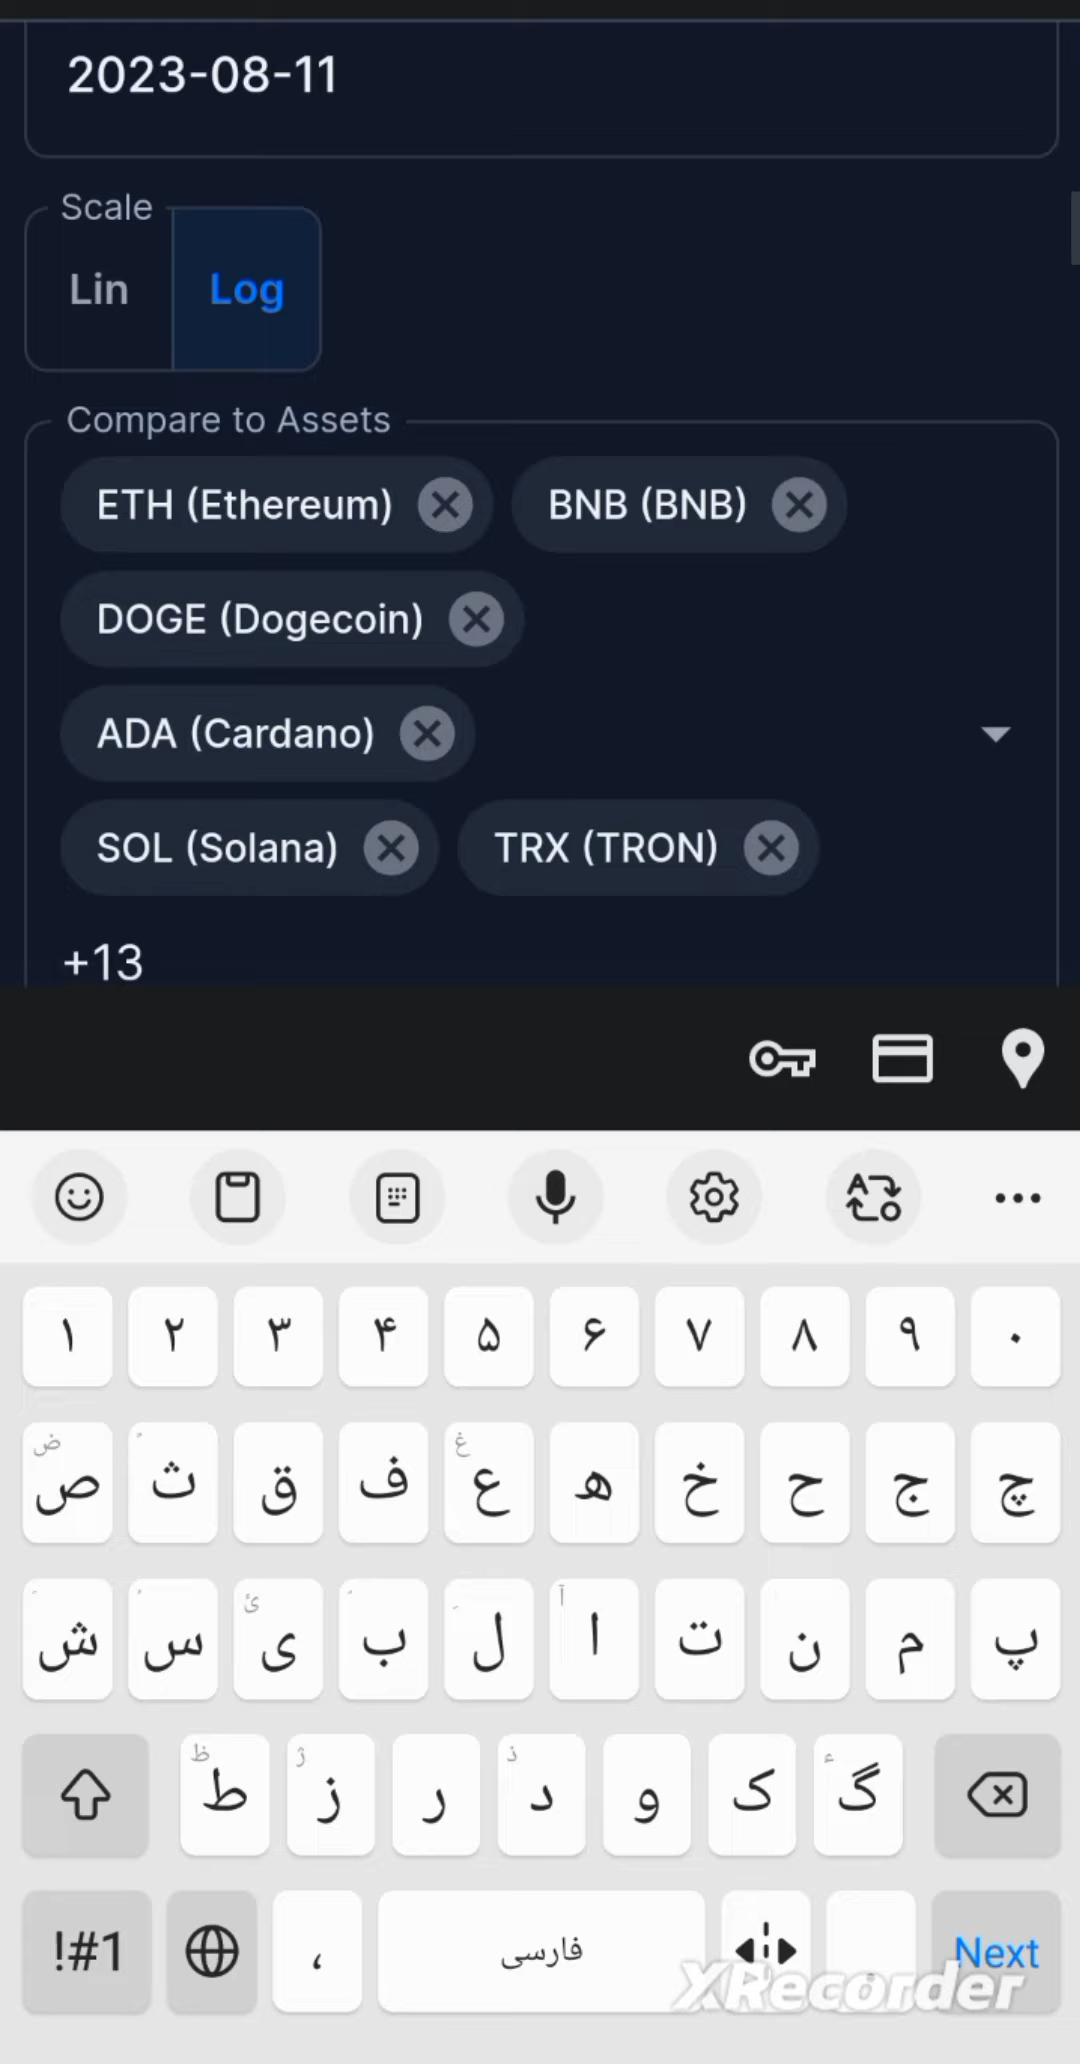 2023-08-11
Scale
Lin Log
Compare to Assets
ETH (Ethereum) BNB (BNB)
DOGE (Dogecoin)
ADA (Cardano)
SOL (Solana) TRX (TRON)
+13
۱ ۲ ۳ ۴ ۵ ۶ ۷ ۸ ۹ ۰
ض غ
ص ث ق ف ع ه خ ح ج چ
ئ آ
ش س ی ب ل ا ت ن م پ
ظ ژ ذ ء
ط ز ر د و ک گ
!#1 ، فارسی . Next
XRecorder